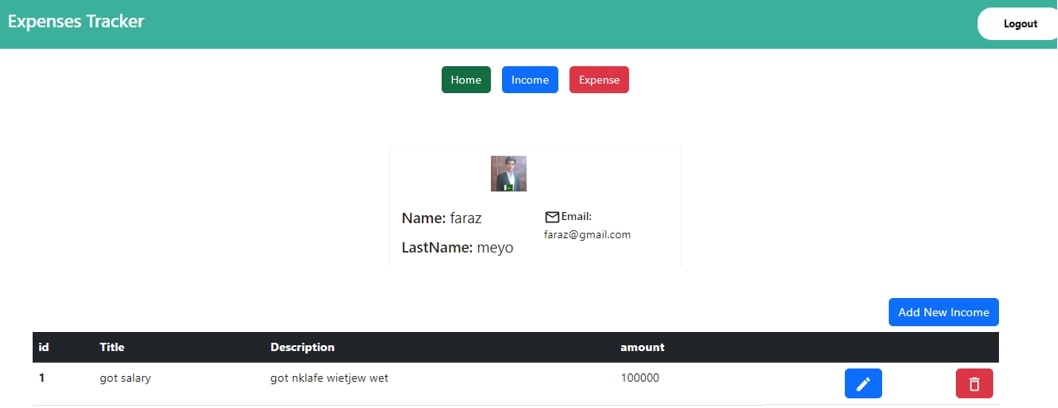 Expenses Tracker Logout
Home Income Expense
Name: faraz Email:
faraz@gmail.com
LastName: meyo
Add New Income
id Title Description amount
1 got salary got nklafe wietjew wet 100000